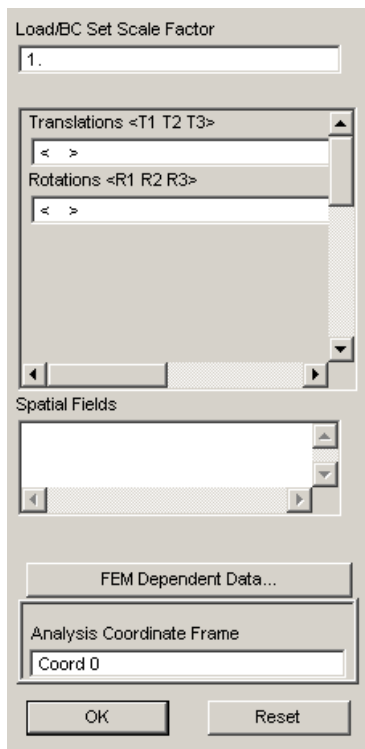 Load/BC Set Scale Factor
1.
Translations <T1 T2 T3>
< >
Rotations <R1 R2 R3>
< >
Spatial Fields
FEM Dependent Data...
Analysis Coordinate Frame
Coord 0
OK Reset